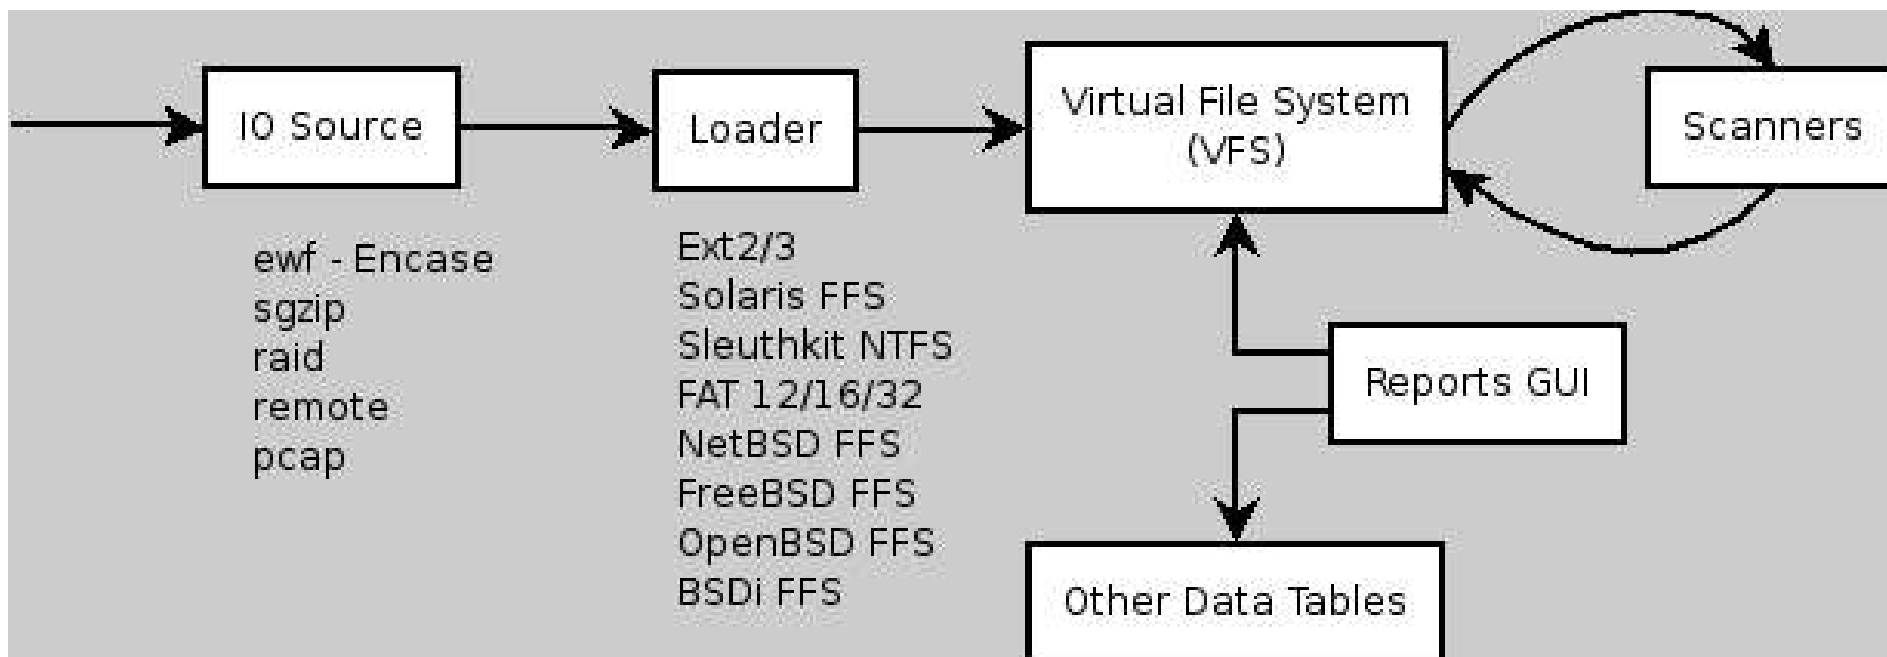 IO Source
Loader
Virtual File System
(VFS)
Scanners
ewf - Encase
sgzip
raid
remote
pcap
Ext2/3
Solaris FFS
Sleuthkit NTFS
FAT 12/16/32
NetBSD FFS
FreeBSD FFS
OpenBSD FFS
BSDi FFS
Reports GUI
Other Data Tables